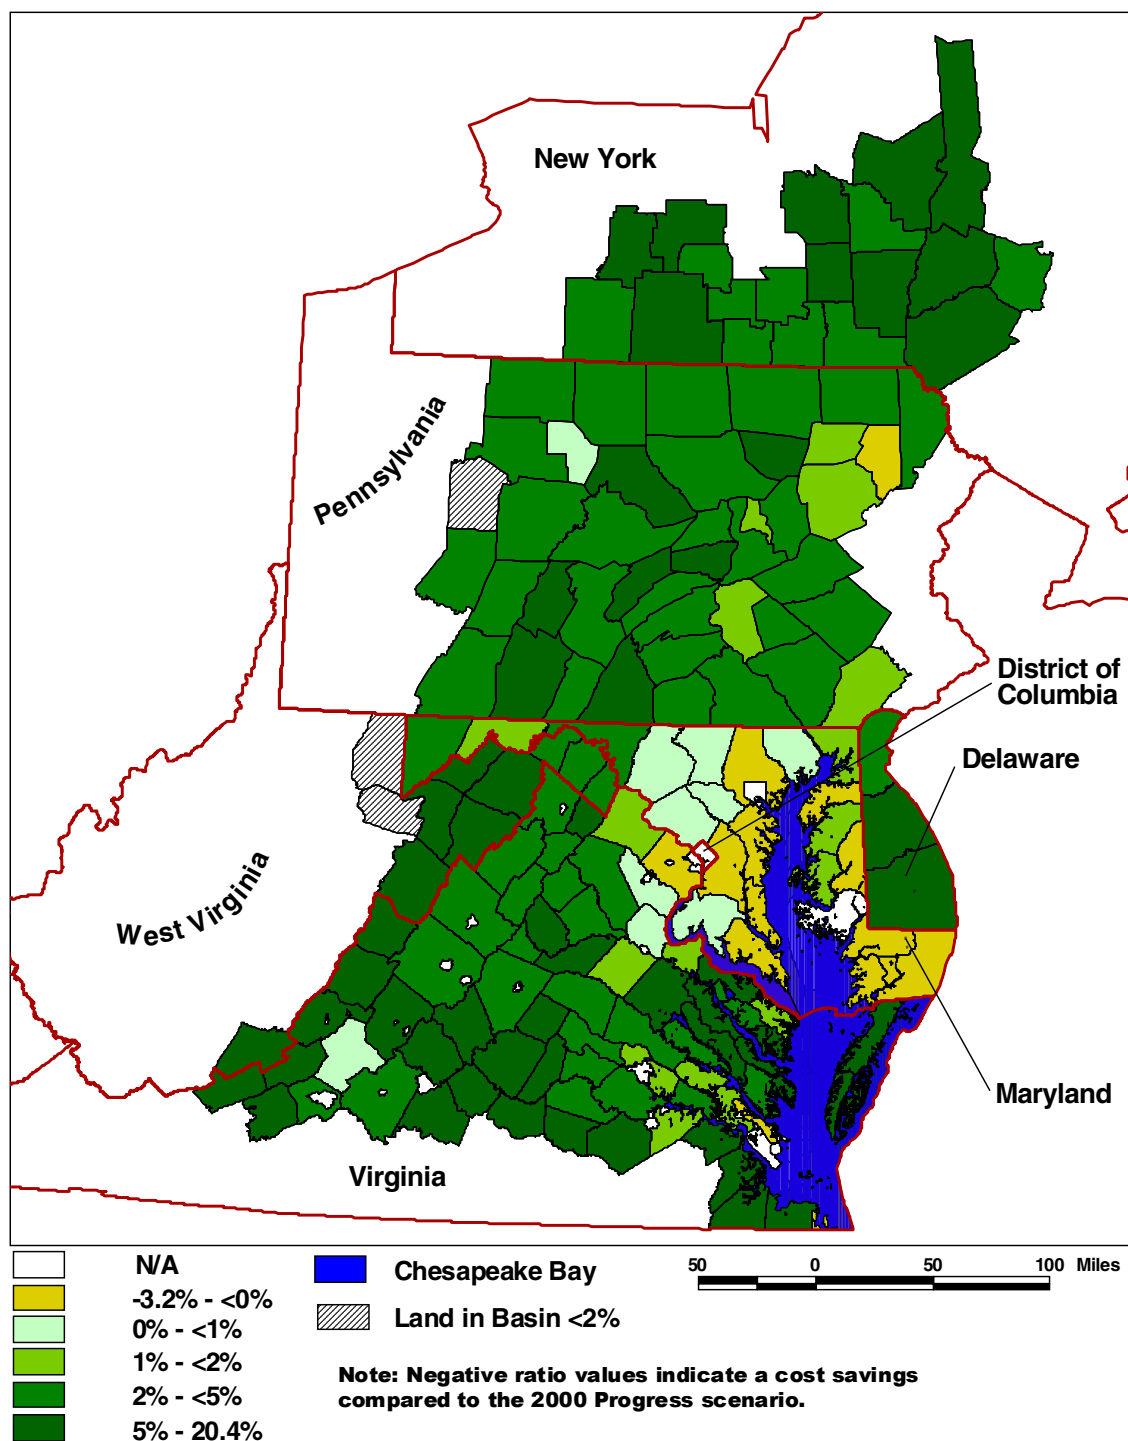 New York
Pennsylvania
District of
Columbia
Delaware
West Virginia
Maryland
Virginia
N/A
-3.2% - <0%
0% - <1%
1% - <2%
2% - <5%
5% - 20.4%
Chesapeake Bay
Land in Basin <2%
50 0 50 100 Miles
Note: Negative ratio values indicate a cost savings
compared to the 2000 Progress scenario.